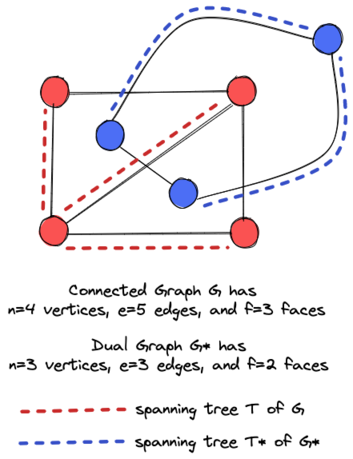 Connected Graph G has
n=4 vertices, e=5 edges, and f=3 faces
Dual Graph G* has
n=3 vertices, e=3 edges, and f=2 faces
spanning tree T of G
spanning tree T* of G*